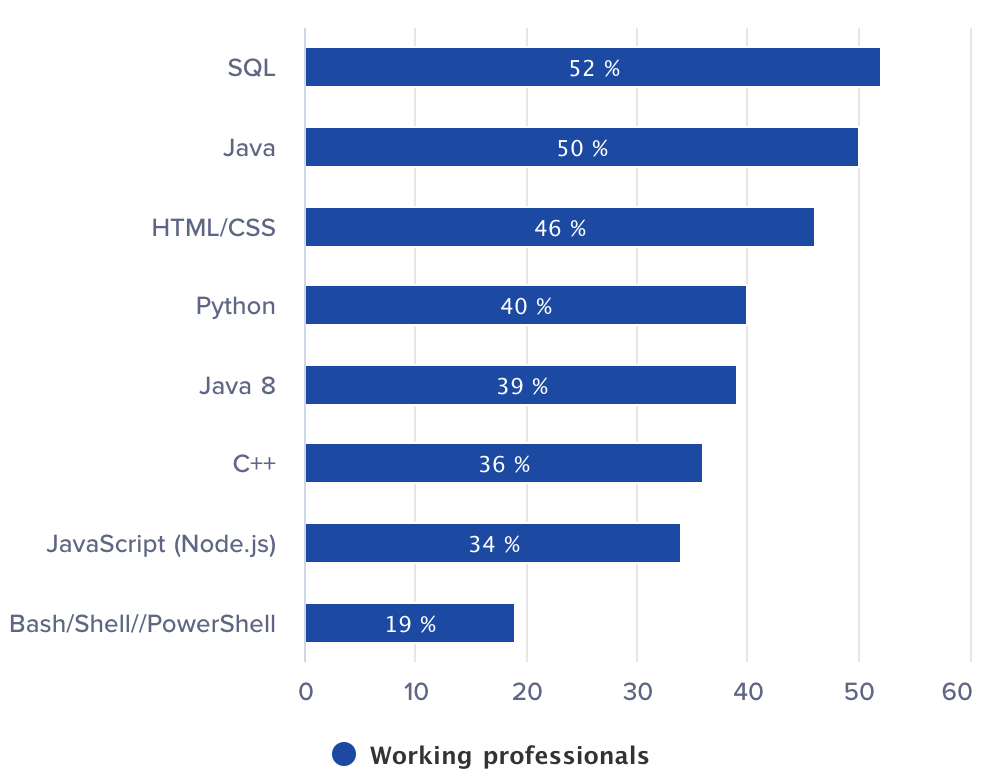 SQL 52 %
Java 50 %
HTML/CSS 46 %
Python 40 %
Java 8 39 %
C++ 36 %
JavaScript (Node.js) 34 %
Bash/Shell//PowerShell 19 %
0 10 20 30 40 50 60
Working professionals